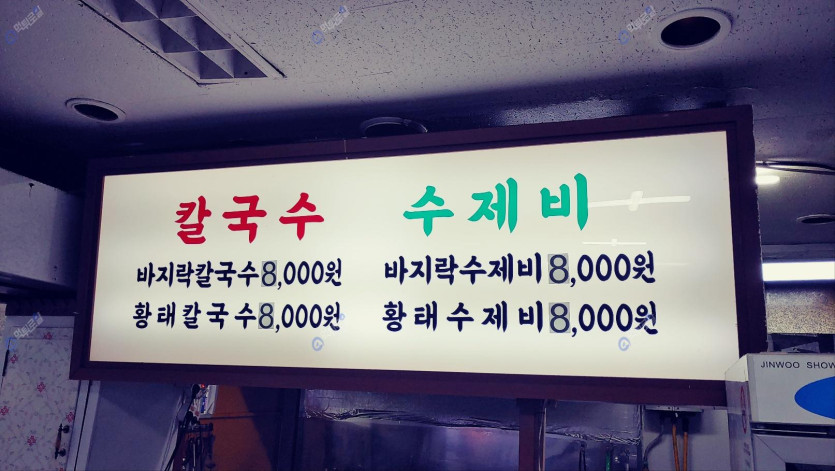 칼국수 수제비
바지락칼국수8,000원 바지락수제비8,000원
황태칼국수8,000원 황태수제비8,000원
JINWOO SHOW